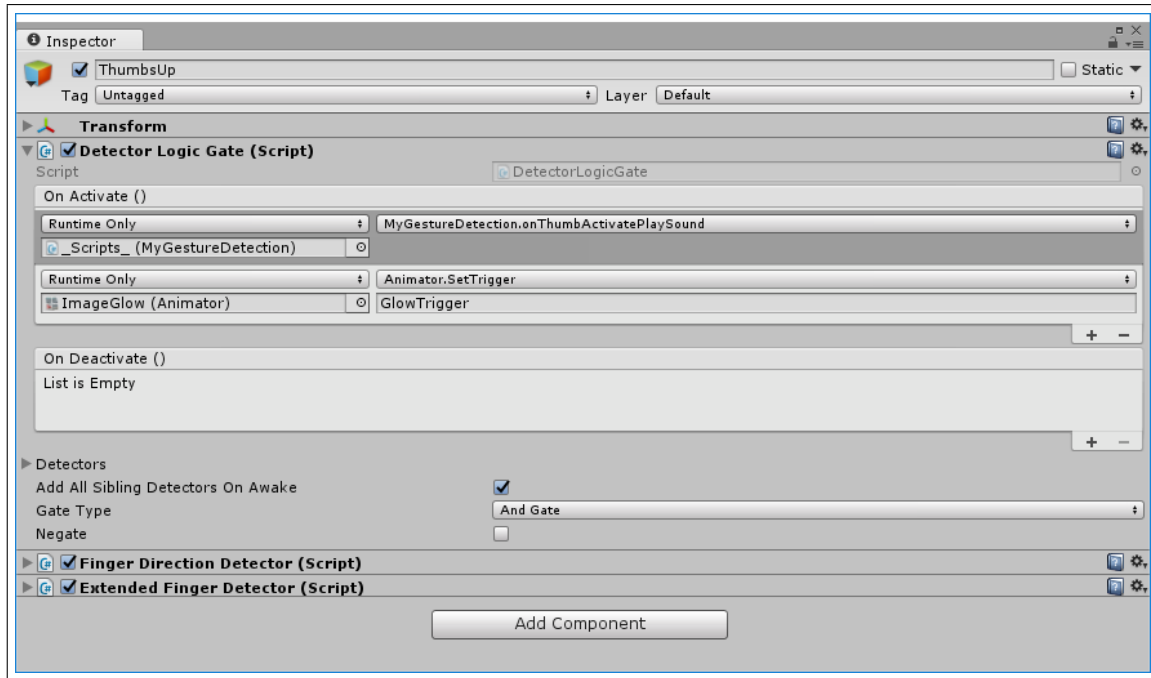 Inspector
ThumbsUp Static
Tag Untagged Layer Default
Transform
Detector Logic Gate (Script)
Script DetectorLogicGate
On Activate ()
Runtime Only MyGestureDetection.onThumbActivatePlaySound
_Scripts_ (MyGestureDetection)
Runtime Only Animator.SetTrigger
ImageGlow (Animator) GlowTrigger
+ −
On Deactivate ()
List is Empty
+ −
Detectors
Add All Sibling Detectors On Awake
Gate Type And Gate
Negate
Finger Direction Detector (Script)
Extended Finger Detector (Script)
Add Component